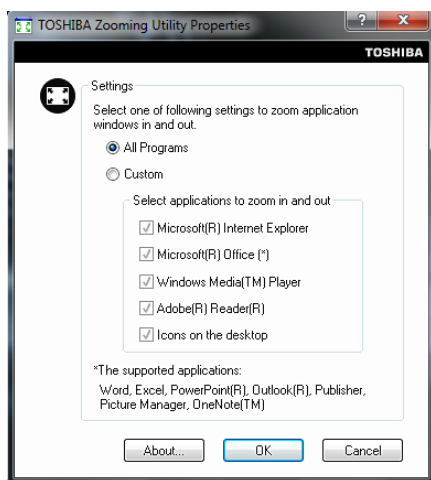 TOSHIBA Zooming Utility Properties
TOSHIBA
Settings
Select one of following settings to zoom application
windows in and out.
All Programs
Custom
Select applications to zoom in and out
Microsoft(R) Internet Explorer
Microsoft(R) Office (*)
Windows Media(TM) Player
Adobe(R) Reader(R)
Icons on the desktop
*The supported applications:
Word, Excel, PowerPoint(R), Outlook(R), Publisher,
Picture Manager, OneNote(TM)
About... OK Cancel